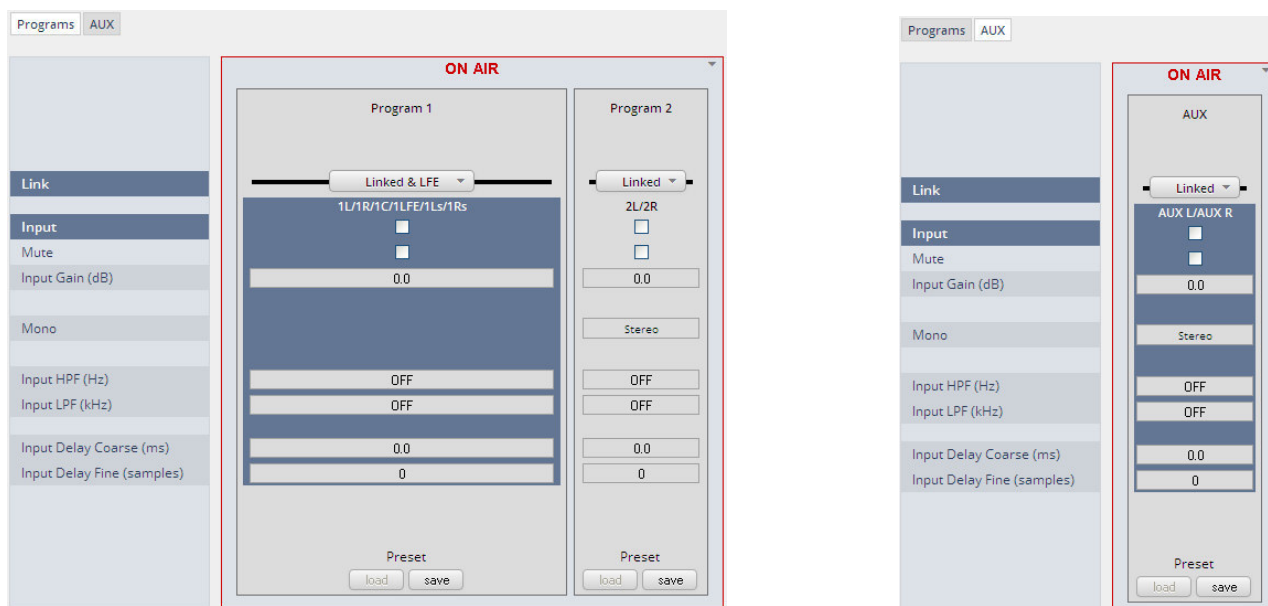 Programs AUX
ON AIR
Program 1 Program 2
Link Linked & LFE Linked
1L/1R/1C/1LFE/1Ls/1Rs 2L/2R
Input
Mute
Input Gain (dB) 0.0 0.0
Mono Stereo
Input HPF (Hz) OFF OFF
Input LPF (kHz) OFF OFF
Input Delay Coarse (ms) 0.0 0.0
Input Delay Fine (samples) 0 0
Preset Preset
load save load save
Programs AUX
ON AIR
AUX
Link Linked
AUX L/AUX R
Input
Mute
Input Gain (dB) 0.0
Mono Stereo
Input HPF (Hz) OFF
Input LPF (kHz) OFF
Input Delay Coarse (ms) 0.0
Input Delay Fine (samples) 0
Preset
load save